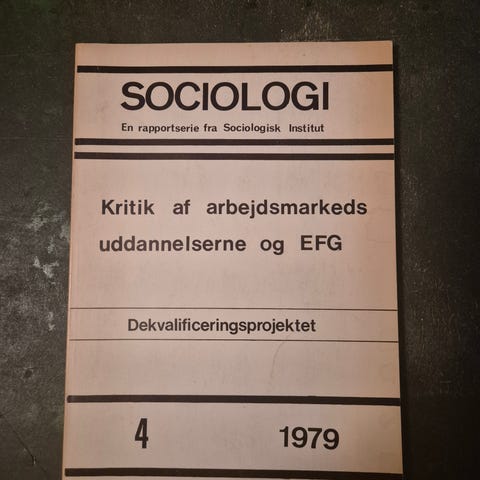 SOCIOLOGI
En rapportserie fra Sociologisk Institut
Kritik af arbejdsmarkeds
uddannelserne og EFG
Dekvalificeringsprojektet
4 1979